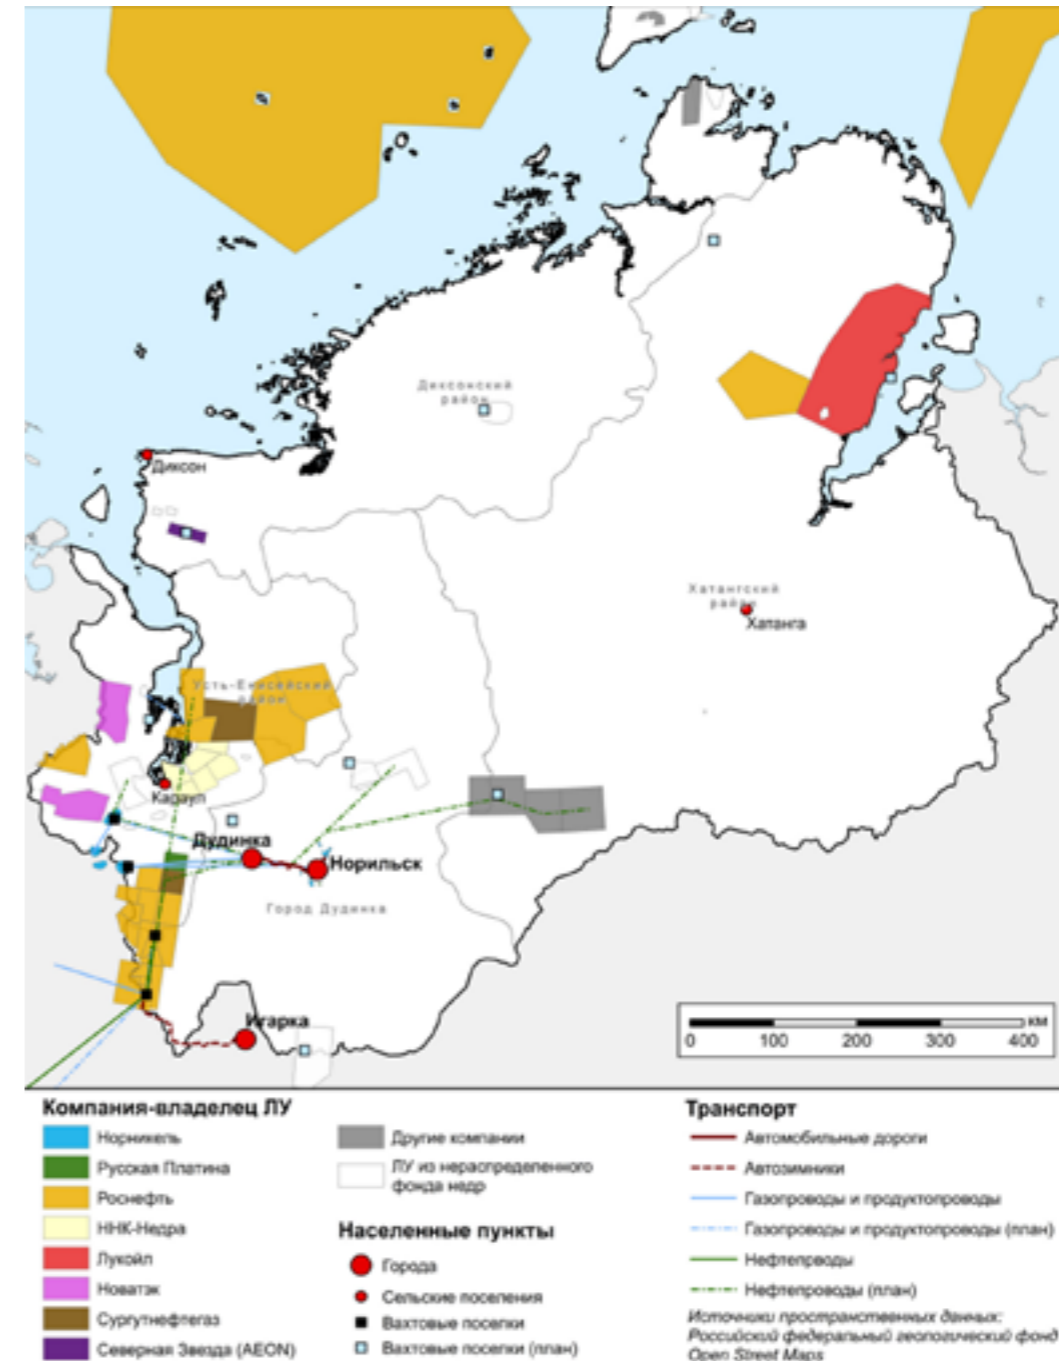 Диксонский
район
Диксон
Хатангский
район
Хатанга
Усть-Енисейский
район
Караул
Дудинка
Норильск
Город Дудинка
Игарка
км
0 100 200 300 400
Компания-владелец ЛУ
Норникель
Русская Платина
Роснефть
ННК-Недра
Лукойл
Новатэк
Сургутнефтегаз
Северная Звезда (AEON)
Другие компании
ЛУ из нераспределенного
фонда недр
Населенные пункты
Города
Сельские поселения
Вахтовые поселки
Вахтовые поселки (план)
Транспорт
Автомобильные дороги
Автозимники
Газопроводы и продуктопроводы
Газопроводы и продуктопроводы (план)
Нефтепрводы
Нефтепроводы (план)
Источники пространственных данных:
Российский федеральный геологический фонд
Open Street Maps